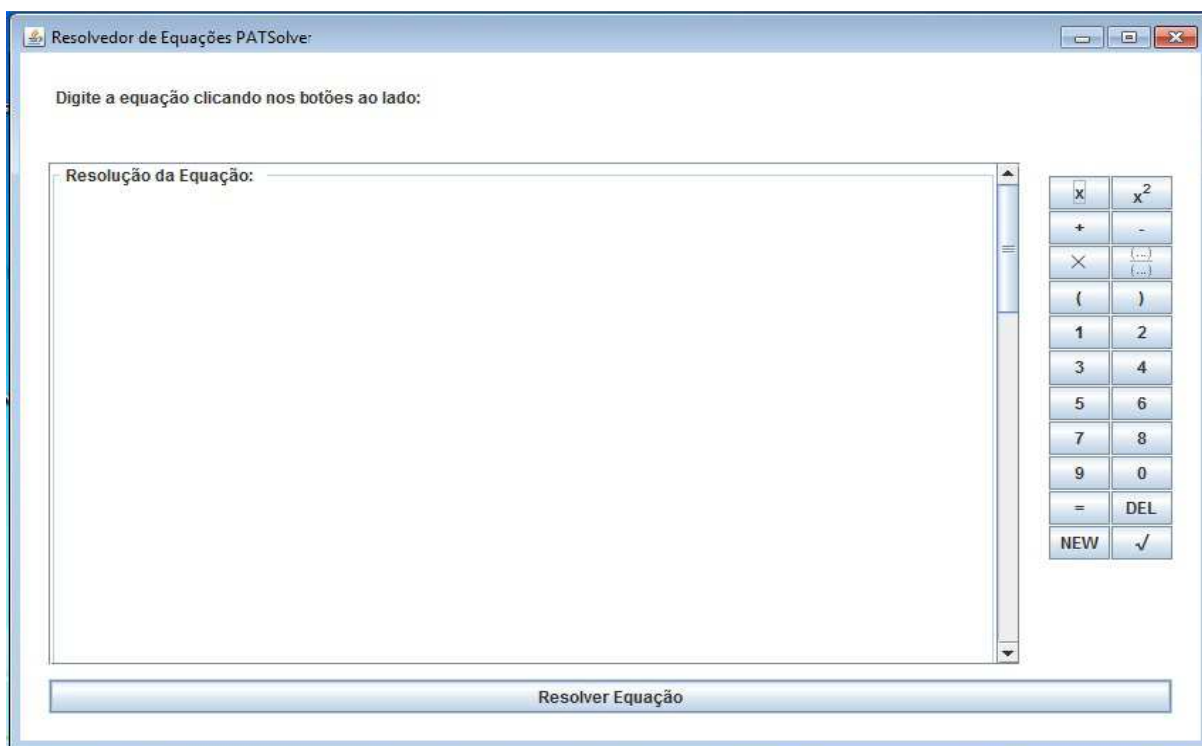 Resolvedor de Equações PATSolver
Digite a equação clicando nos botões ao lado:
Resolução da Equação:
x x²
+ -
× (...)/(...)
( )
1 2
3 4
5 6
7 8
9 0
= DEL
NEW √
Resolver Equação